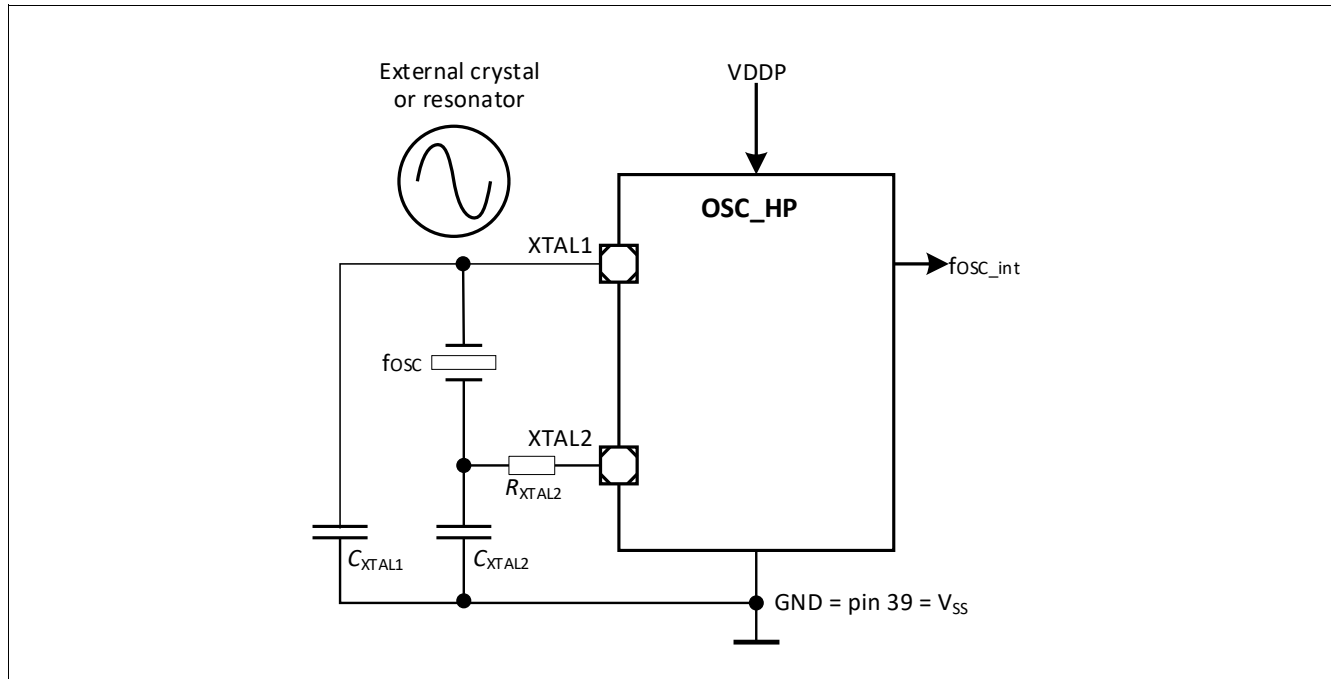 External crystal
or resonator
VDDP
OSC_HP
XTAL1
fOSC_int
fOSC
XTAL2
RXTAL2
CXTAL1
CXTAL2
GND = pin 39 = VSS